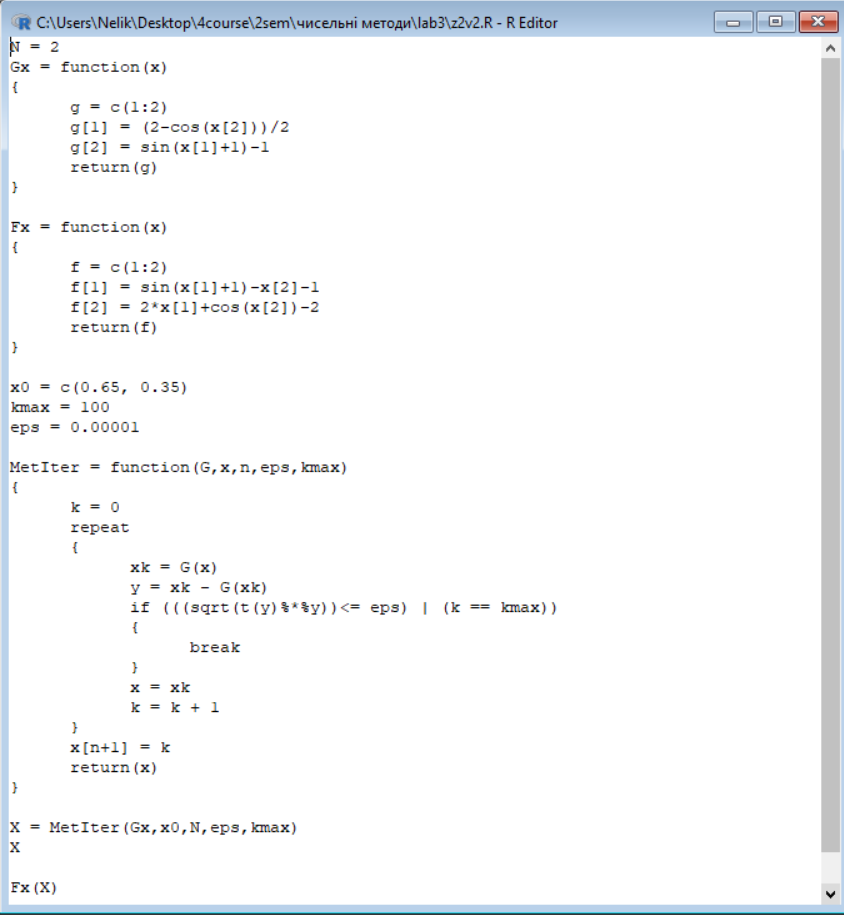 C:\Users\Nelik\Desktop\4course\2sem\чисельні методи\lab3\z2v2.R - R Editor
N = 2
Gx = function(x)
{
g = c(1:2)
g[1] = (2-cos(x[2]))/2
g[2] = sin(x[1]+1)-1
return(g)
}
Fx = function(x)
{
f = c(1:2)
f[1] = sin(x[1]+1)-x[2]-1
f[2] = 2*x[1]+cos(x[2])-2
return(f)
}
x0 = c(0.65, 0.35)
kmax = 100
eps = 0.00001
MetIter = function(G,x,n,eps,kmax)
{
k = 0
repeat
{
xk = G(x)
y = xk - G(xk)
if (((sqrt(t(y)%*%y))<= eps) | (k == kmax))
{
break
}
x = xk
k = k + 1
}
x[n+1] = k
return(x)
}
X = MetIter(Gx,x0,N,eps,kmax)
X
Fx(X)